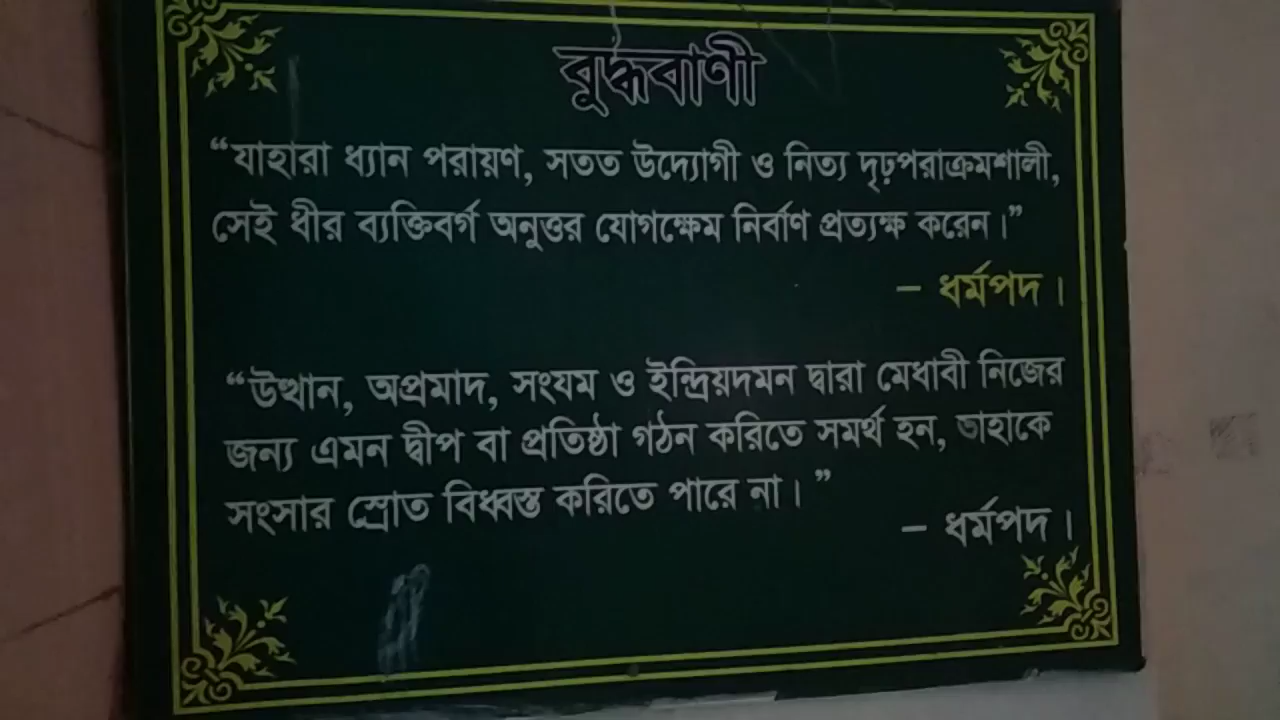 বুদ্ধবাণী
“যাহারা ধ্যান পরায়ণ, সতত উদ্যোগী ও নিত্য দৃঢ়পরাক্রমশালী,
সেই ধীর ব্যক্তিবর্গ অনুত্তর যোগক্ষেম নির্বাণ প্রত্যক্ষ করেন।”
– ধর্মপদ।
“উত্থান, অপ্রমাদ, সংযম ও ইন্দ্রিয়দমন দ্বারা মেধাবী নিজের
জন্য এমন দ্বীপ বা প্রতিষ্ঠা গঠন করিতে সমর্থ হন, তাহাকে
সংসার স্রোত বিধ্বস্ত করিতে পারে না। ”
– ধর্মপদ।